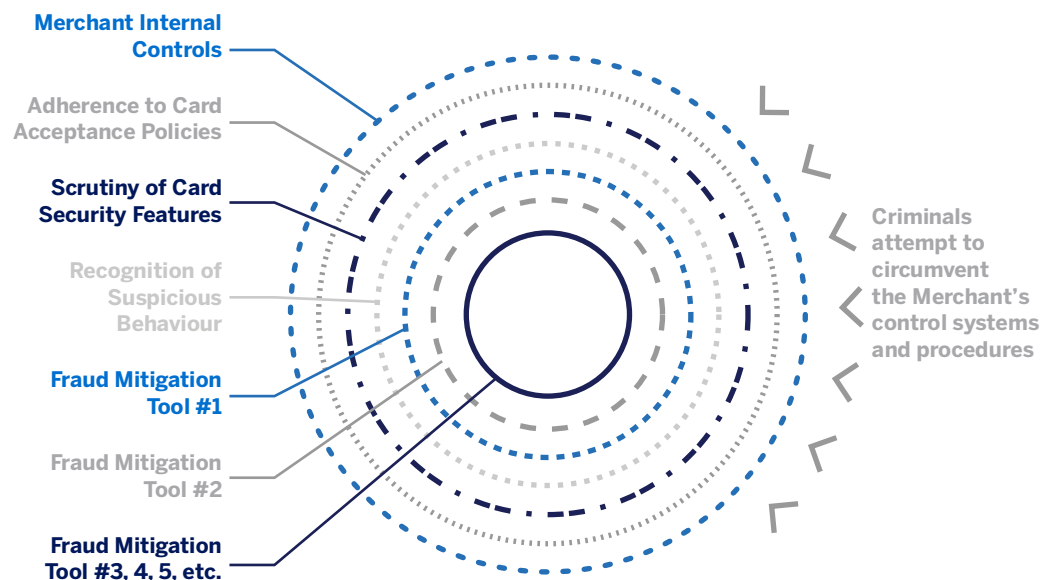 Merchant Internal
Controls
Adherence to Card
Acceptance Policies
Scrutiny of Card
Security Features
Recognition of
Suspicious
Behaviour
Fraud Mitigation
Tool #1
Fraud Mitigation
Tool #2
Fraud Mitigation
Tool #3, 4, 5, etc.
Criminals
attempt to
circumvent
the Merchant’s
control systems
and procedures